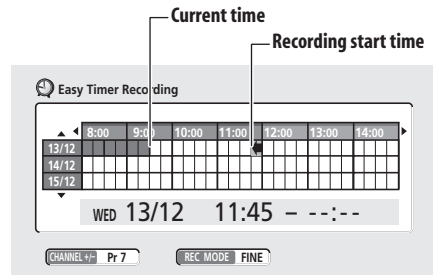 Current time
Recording start time
Easy Timer Recording
8:00 9:00 10:00 11:00 12:00 13:00 14:00
13/12
14/12
15/12
WED 13/12 11:45 – --:--
CHANNEL +/– Pr 7 REC MODE FINE